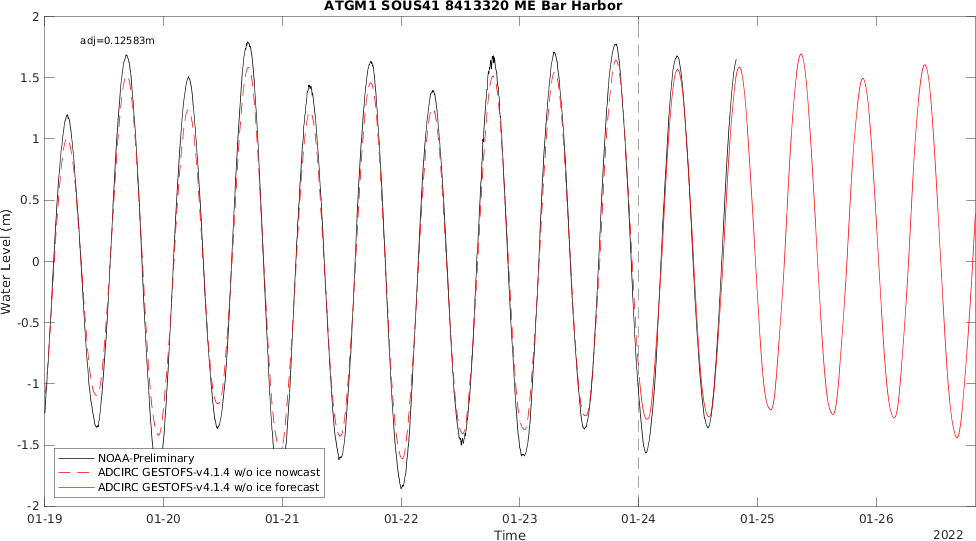 ATGM1 SOUS41 8413320 ME Bar Harbor
adj=0.12583m
2
1.5
1
0.5
0
-0.5
-1
-1.5
-2
Water Level (m)
NOAA-Preliminary
ADCIRC GESTOFS-v4.1.4 w/o ice nowcast
ADCIRC GESTOFS-v4.1.4 w/o ice forecast
01-19 01-20 01-21 01-22 01-23 01-24 01-25 01-26
Time
2022